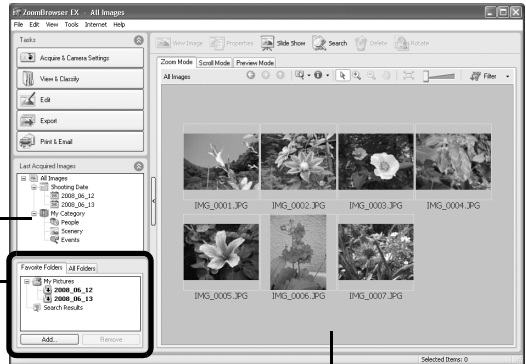 ZoomBrowser EX - All Images
File Edit View Tools Internet Help
Tasks
Acquire & Camera Settings
View & Classify
Edit
Export
Print & Email
View Image Properties Slide Show Search Delete Rotate
Zoom Mode Scroll Mode Preview Mode
All Images
Filter
Last Acquired Images
All Images
Shooting Date
2008_06_12
2008_06_13
My Category
People
Scenery
Events
IMG_0001.JPG IMG_0002.JPG IMG_0003.JPG IMG_0004.JPG
IMG_0005.JPG IMG_0006.JPG IMG_0007.JPG
Favorite Folders All Folders
My Pictures
2008_06_12
2008_06_13
Search Results
Add... Remove
Selected Items: 0